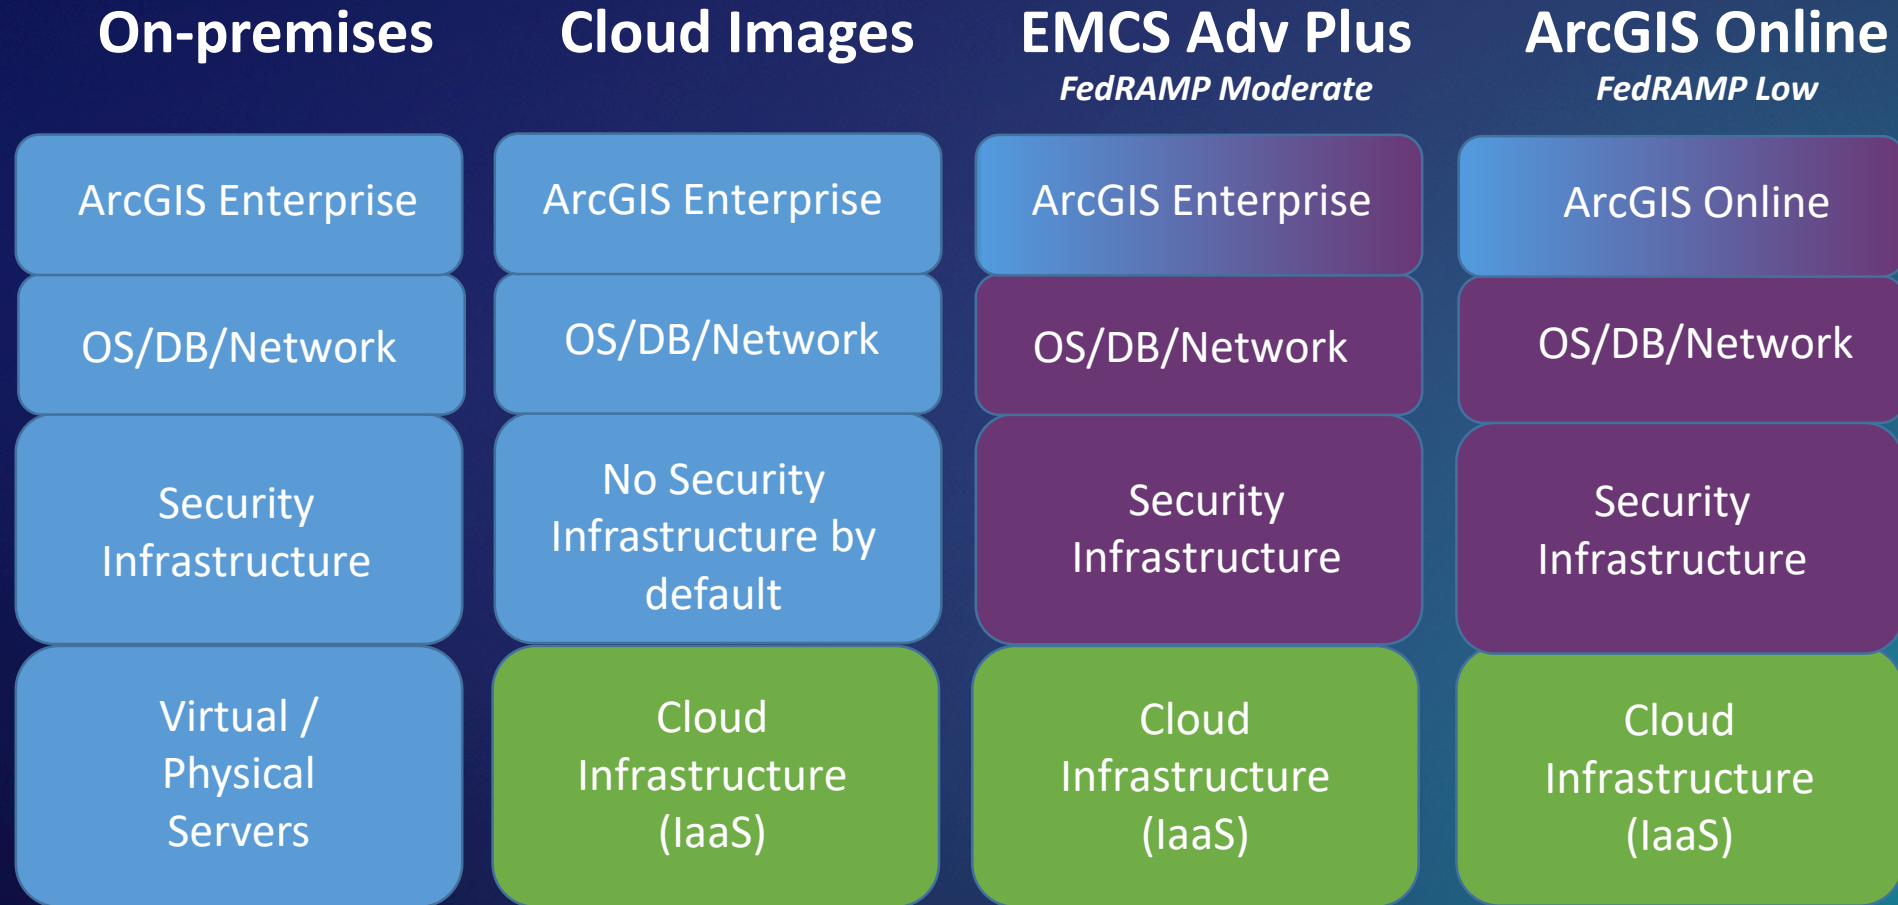 On-premises
ArcGIS Enterprise
OS/DB/Network
Security
Infrastructure
Virtual /
Physical
Servers
Cloud Images
ArcGIS Enterprise
OS/DB/Network
No Security
Infrastructure by
default
Cloud
Infrastructure
(IaaS)
EMCS Adv Plus
FedRAMP Moderate
ArcGIS Enterprise
OS/DB/Network
Security
Infrastructure
Cloud
Infrastructure
(IaaS)
ArcGIS Online
FedRAMP Low
ArcGIS Online
OS/DB/Network
Security
Infrastructure
Cloud
Infrastructure
(IaaS)